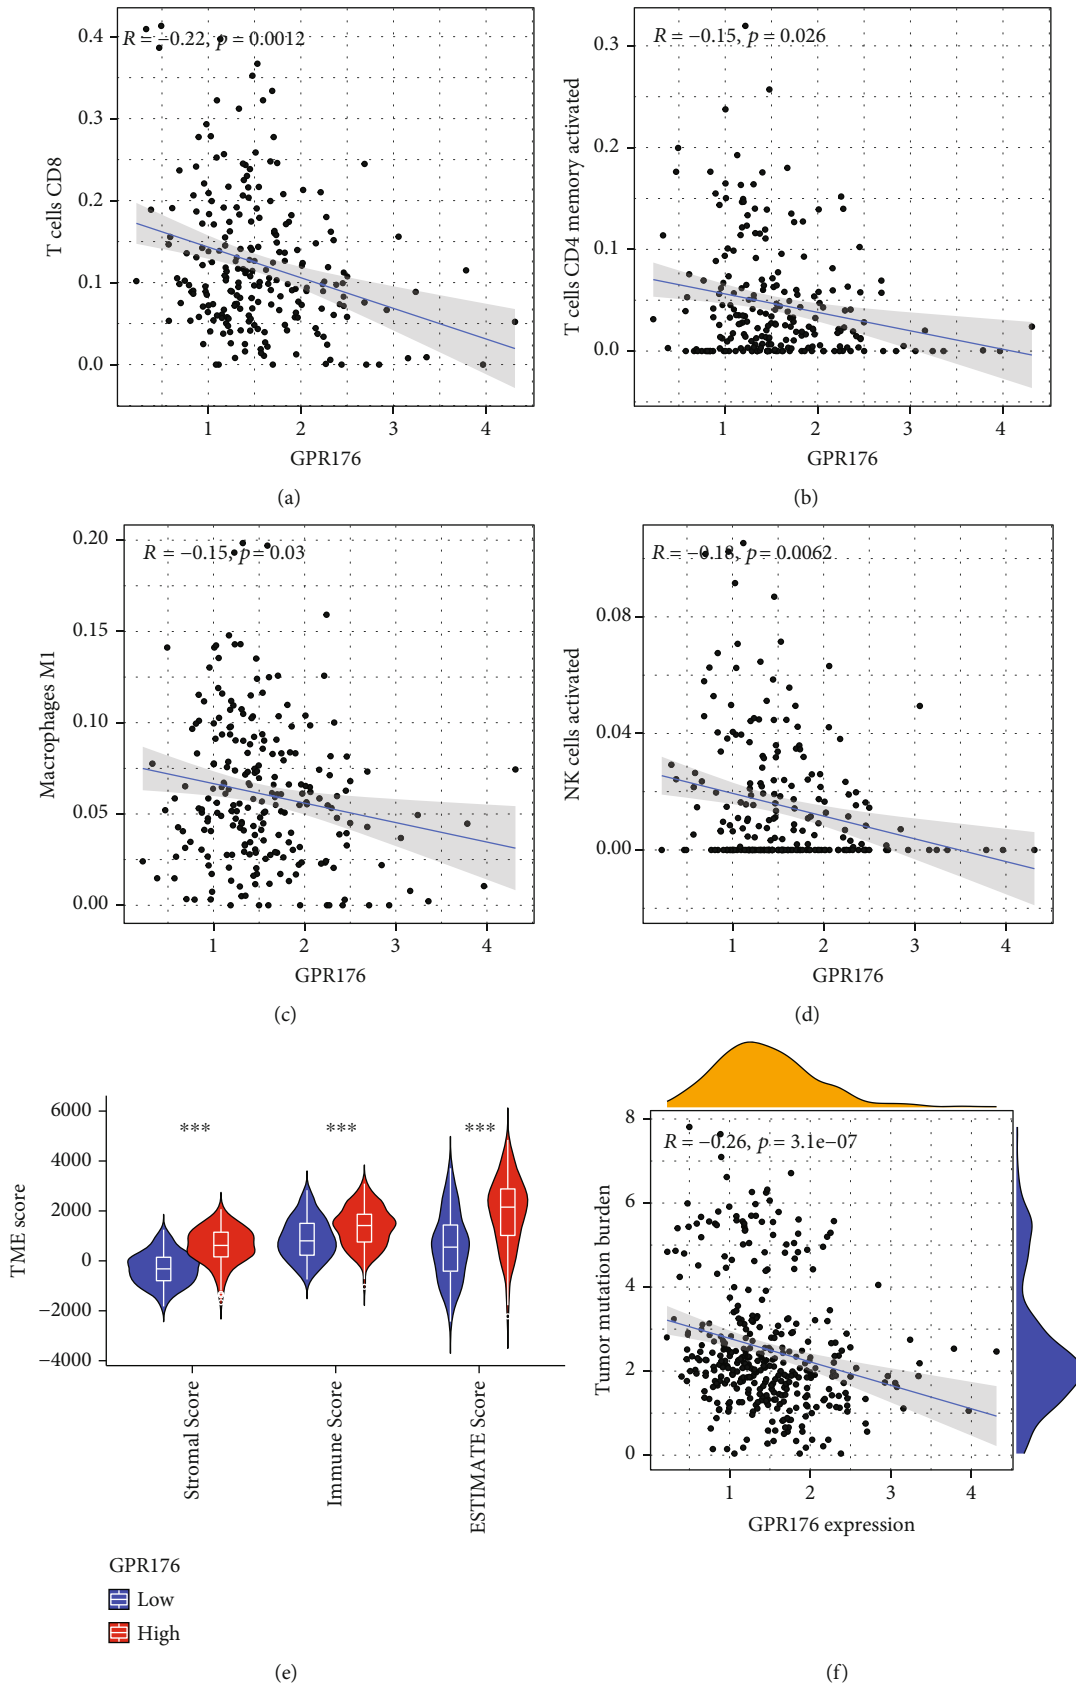 R = −0.22, p = 0.0012
0.4
0.3
0.2
0.1
0.0
T cells CD8
1 2 3 4
GPR176
(a)
R = −0.15, p = 0.026
0.3
0.2
0.1
0.0
T cells CD4 memory activated
1 2 3 4
GPR176
(b)
R = −0.15, p = 0.03
0.20
0.15
0.10
0.05
0.00
Macrophages M1
1 2 3 4
GPR176
(c)
R = −0.18, p = 0.0062
0.08
0.04
0.00
NK cells activated
1 2 3 4
GPR176
(d)
6000
4000
2000
0
−2000
−4000
TME score
*** *** ***
Stromal Score
Immune Score
ESTIMATE Score
GPR176
Low
High
(e)
R = −0.26, p = 3.1e−07
8
6
4
2
0
Tumor mutation burden
1 2 3 4
GPR176 expression
(f)